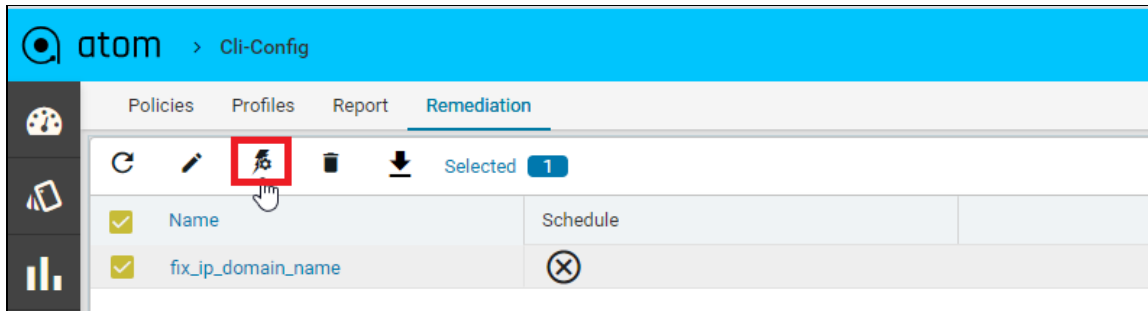 atom > Cli-Config
Policies Profiles Report Remediation
Selected 1
Name Schedule
fix_ip_domain_name